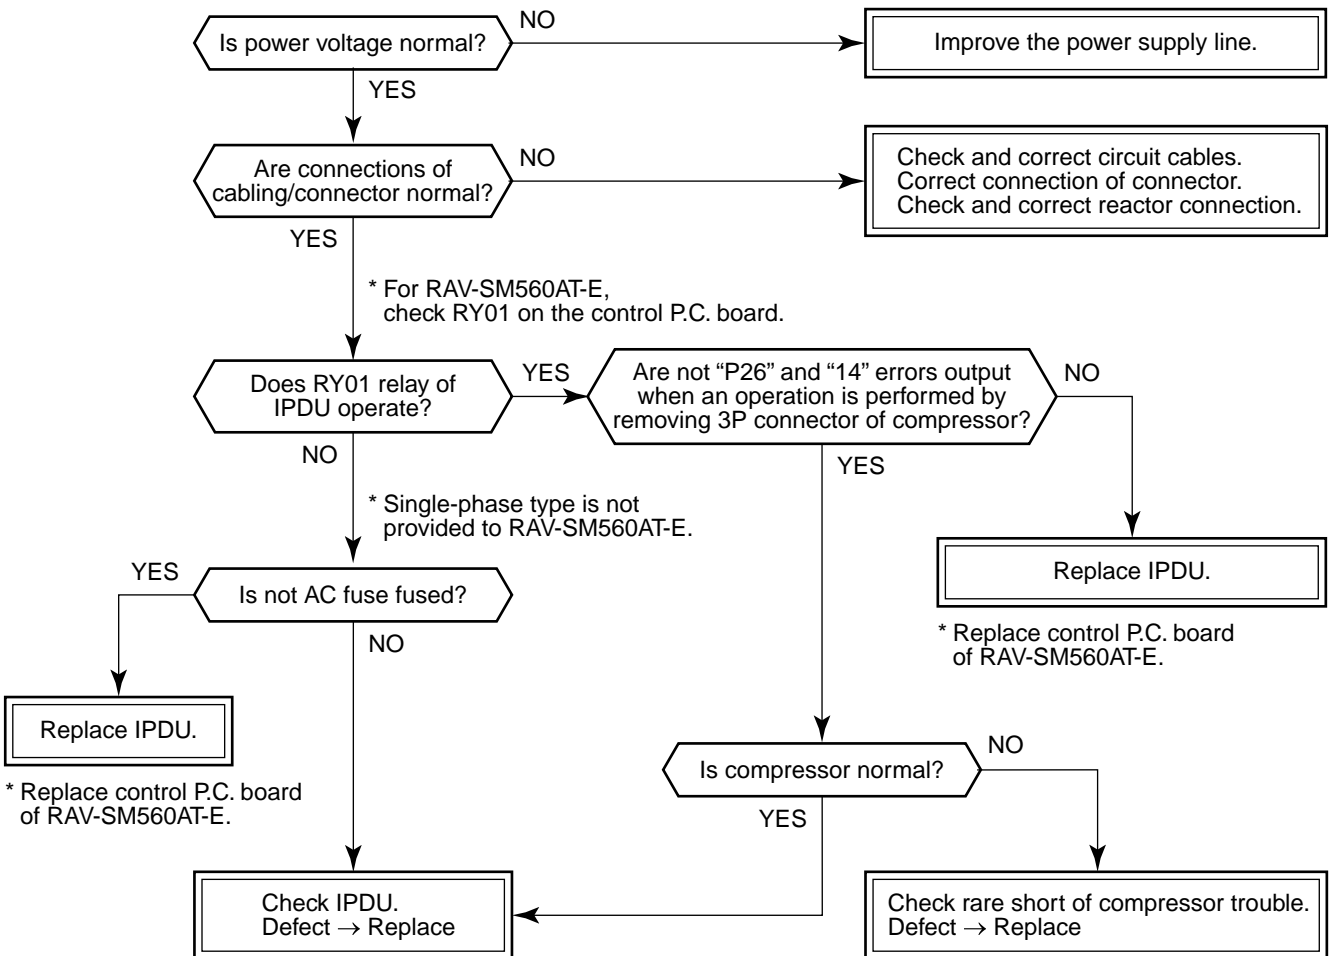 Is power voltage normal?
NO
Improve the power supply line.
YES
Are connections of
cabling/connector normal?
NO
Check and correct circuit cables.
Correct connection of connector.
Check and correct reactor connection.
YES
* For RAV-SM560AT-E,
check RY01 on the control P.C. board.
Does RY01 relay of
IPDU operate?
YES
Are not “P26” and “14” errors output
when an operation is performed by
removing 3P connector of compressor?
NO
NO
YES
* Single-phase type is not
provided to RAV-SM560AT-E.
Replace IPDU.
* Replace control P.C. board
of RAV-SM560AT-E.
YES
Is not AC fuse fused?
NO
Replace IPDU.
* Replace control P.C. board
of RAV-SM560AT-E.
Is compressor normal?
NO
YES
Check IPDU.
Defect → Replace
Check rare short of compressor trouble.
Defect → Replace